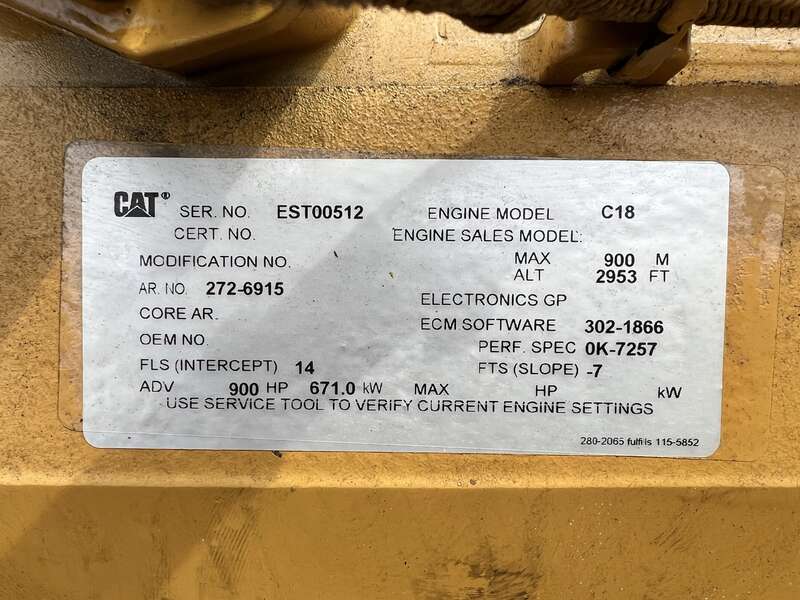 CAT® SER. NO. EST00512 ENGINE MODEL C18
CERT. NO. ENGINE SALES MODEL:
MODIFICATION NO. MAX 900 M
ALT 2953 FT
AR. NO. 272-6915 ELECTRONICS GP
CORE AR. ECM SOFTWARE 302-1866
OEM NO. PERF. SPEC 0K-7257
FLS (INTERCEPT) 14 FTS (SLOPE) -7
ADV 900 HP 671.0 kW MAX HP kW
USE SERVICE TOOL TO VERIFY CURRENT ENGINE SETTINGS
280-2065 fulfils 115-5852